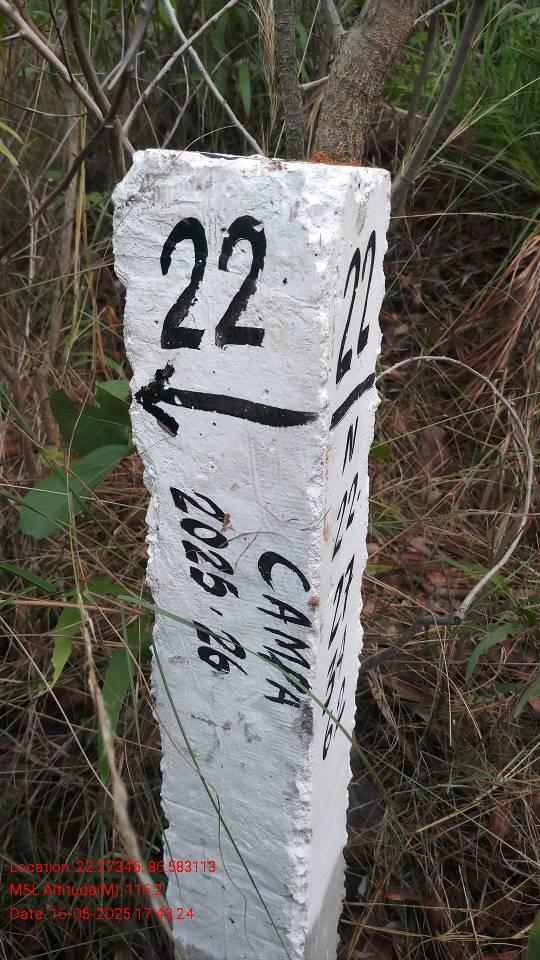 22
CAMPA
2025-26
22
N 22.
Location: 22.27345, 86.583113
MSL Altitude(M): 116.2
Date: 16-05-2025 17:43:24